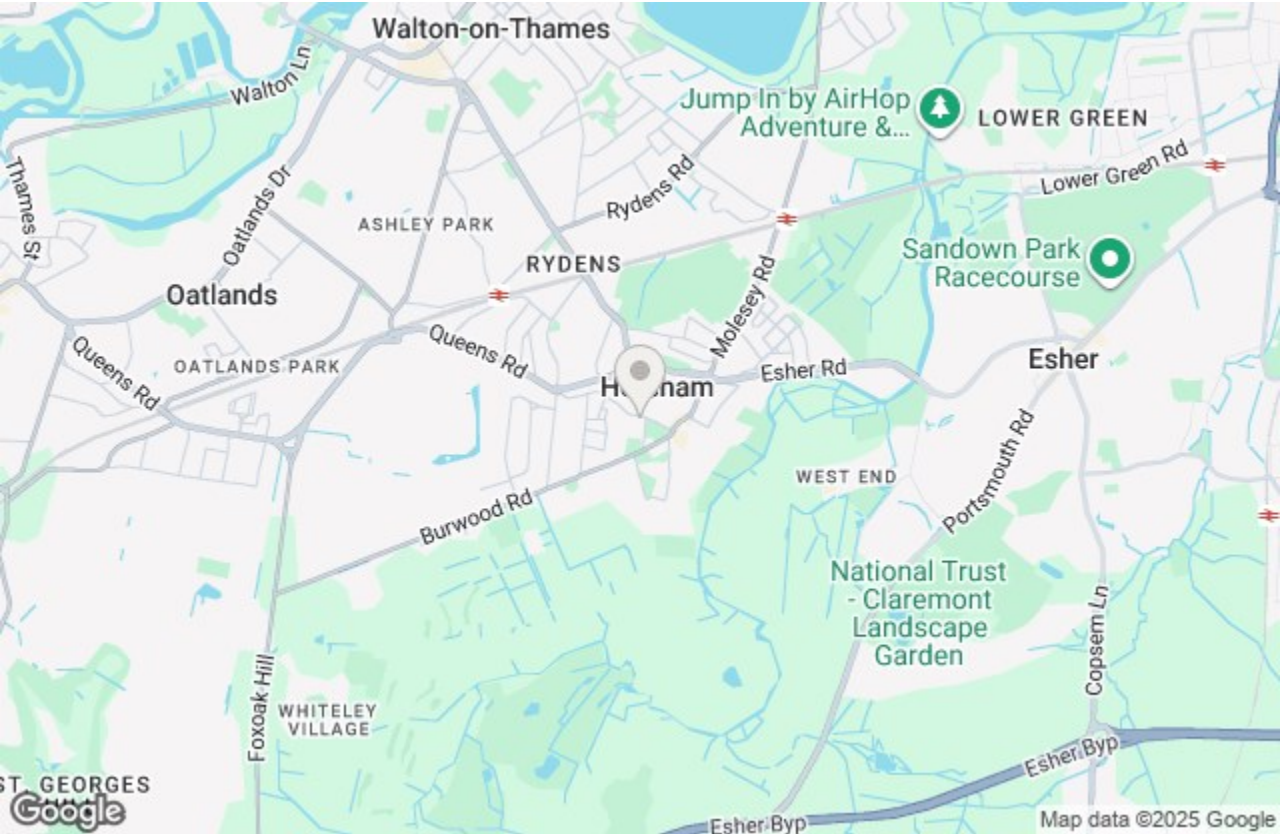 Walton-on-Thames
Walton Ln
Jump In by AirHop
Adventure &...
LOWER GREEN
Thames St
Oatlands Dr
Rydens Rd
Lower Green Rd
ASHLEY PARK
RYDENS
Sandown Park
Racecourse
Oatlands
Molesey Rd
Queens Rd
Queens Rd
OATLANDS PARK
Esher Rd
Esher
Portsmouth Rd
WEST END
Burwood Rd
National Trust
- Claremont
Landscape
Garden
Copsem Ln
Foxoak Hill
WHITELEY
VILLAGE
Esher Byp
ST. GEORGES
Google
Esher Byp
Map data ©2025 Google